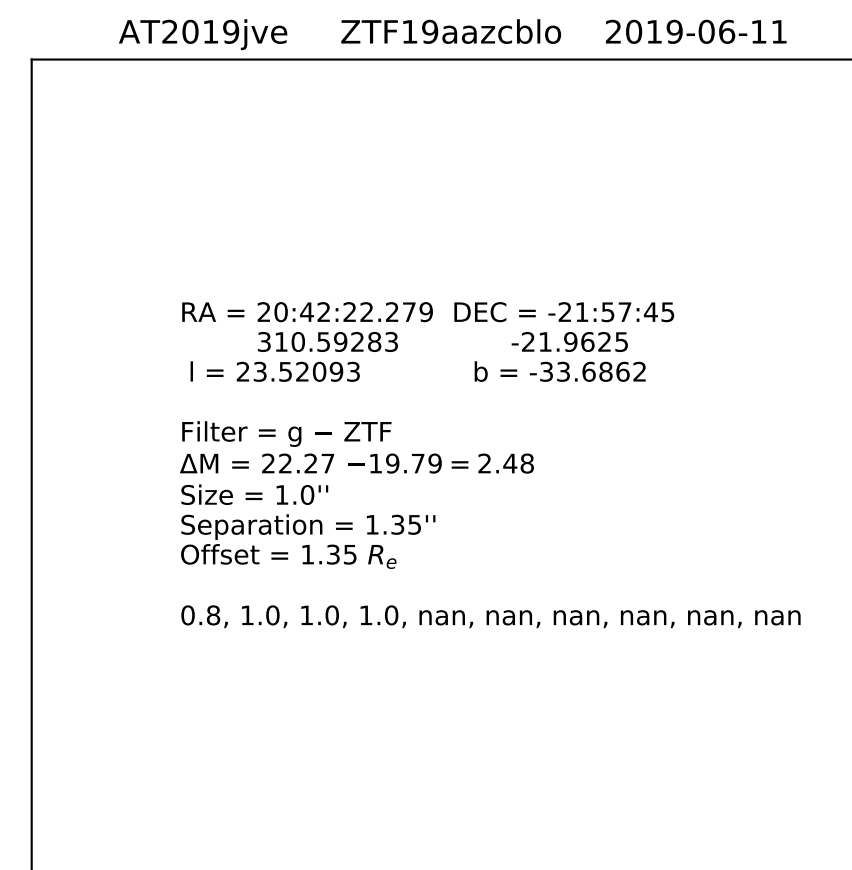 AT2019jve ZTF19aazcblo 2019-06-11
RA = 20:42:22.279 DEC = -21:57:45
310.59283 -21.9625
l = 23.52093 b = -33.6862
Filter = g − ZTF
ΔM = 22.27 −19.79 = 2.48
Size = 1.0''
Separation = 1.35''
Offset = 1.35 Rₑ
0.8, 1.0, 1.0, 1.0, nan, nan, nan, nan, nan, nan